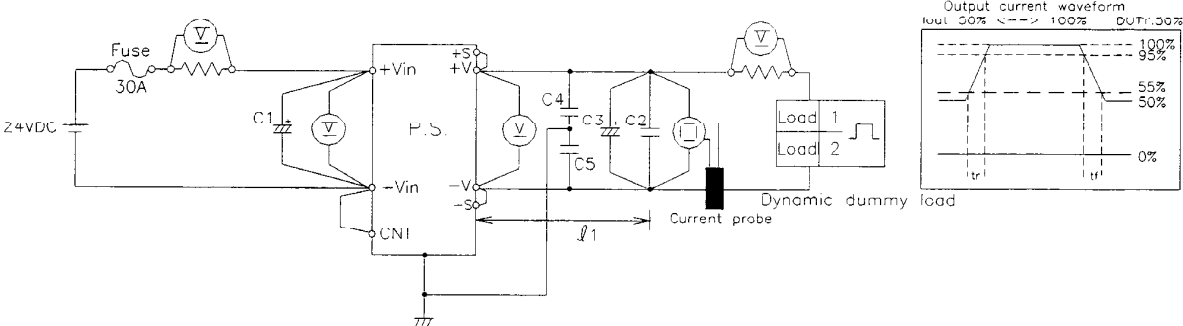 Output current waveform
Iout 50% <--> 100% DUTY:50%
100%
95%
55%
50%
0%
tr
tf
V
V
Fuse
30A
24VDC
C1
+
V
+Vin
-Vin
CNT
P.S.
+S
+V
-V
-S
V
C4
C5
C3
+
C2
Load 1
Load 2
Dynamic dummy load
Current probe
ℓ1